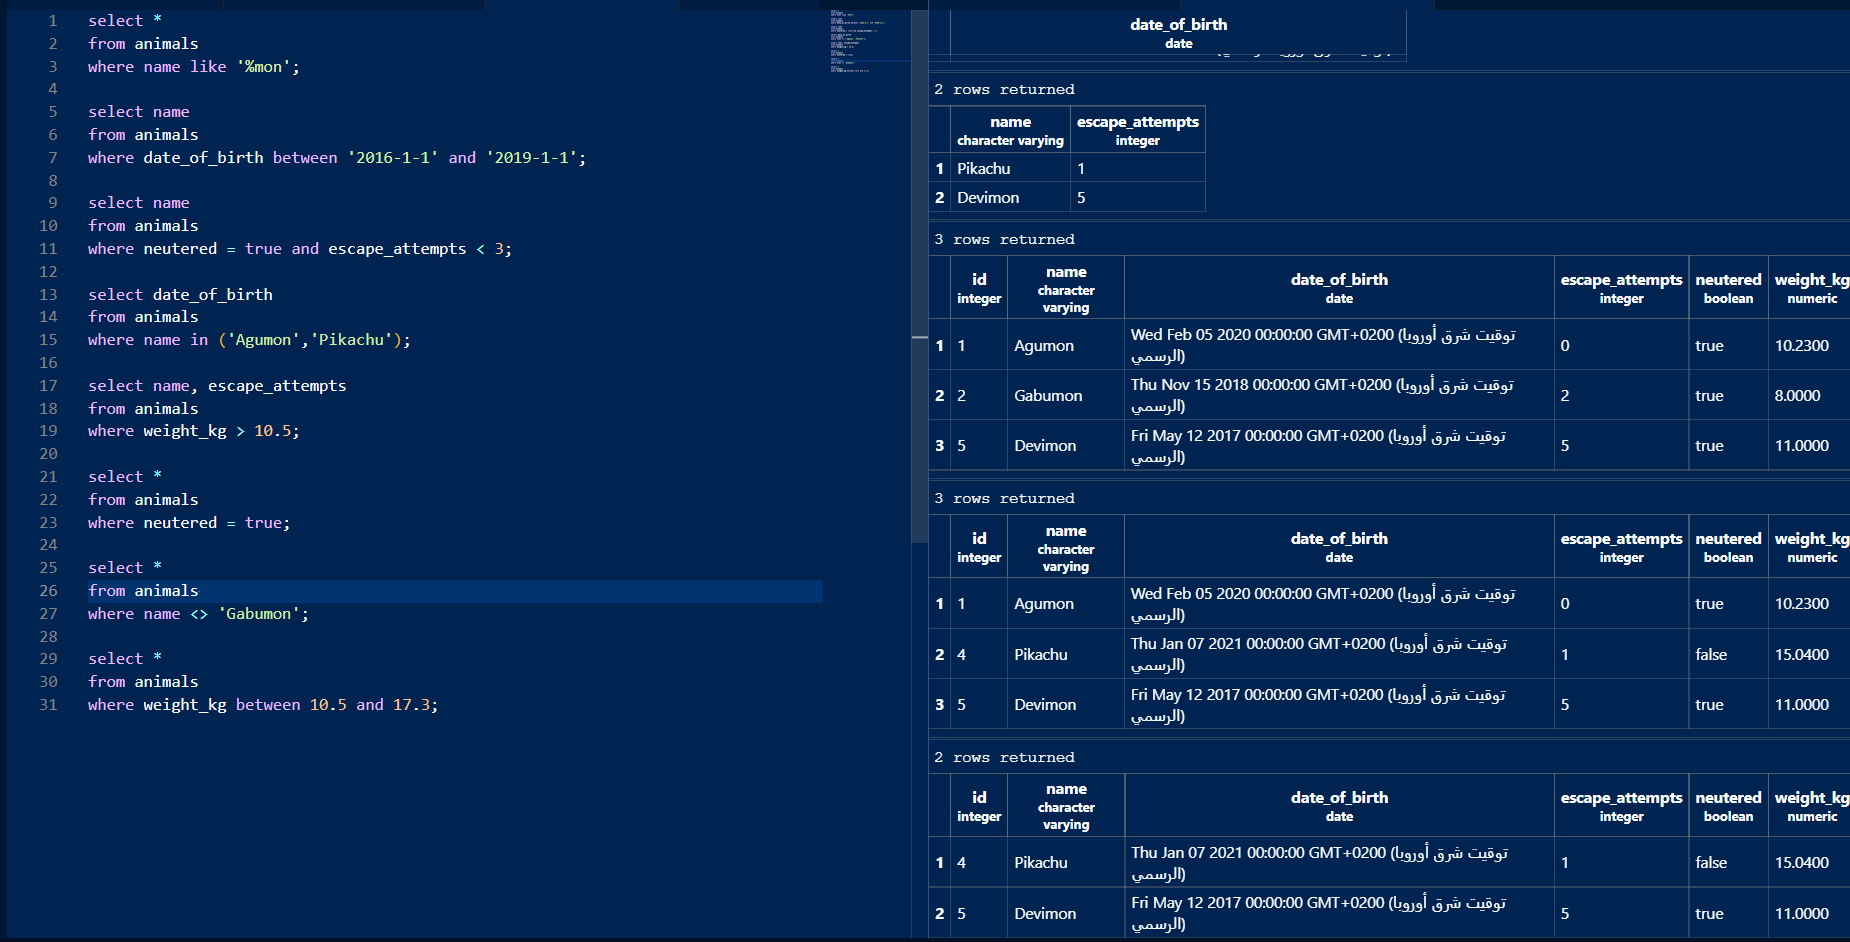 1 select *
2 from animals
3 where name like '%mon';
4
5 select name
6 from animals
7 where date_of_birth between '2016-1-1' and '2019-1-1';
8
9 select name
10 from animals
11 where neutered = true and escape_attempts < 3;
12
13 select date_of_birth
14 from animals
15 where name in ('Agumon','Pikachu');
16
17 select name, escape_attempts
18 from animals
19 where weight_kg > 10.5;
20
21 select *
22 from animals
23 where neutered = true;
24
25 select *
26 from animals
27 where name <> 'Gabumon';
28
29 select *
30 from animals
31 where weight_kg between 10.5 and 17.3;
date_of_birth
date
2 rows returned
name escape_attempts
character varying integer
1 Pikachu 1
2 Devimon 5
3 rows returned
id name date_of_birth escape_attempts neutered weight_kg
integer character varying date integer boolean numeric
1 1 Agumon Wed Feb 05 2020 00:00:00 GMT+0200 (توقيت شرق أوروبا الرسمي) 0 true 10.2300
2 2 Gabumon Thu Nov 15 2018 00:00:00 GMT+0200 (توقيت شرق أوروبا الرسمي) 2 true 8.0000
3 5 Devimon Fri May 12 2017 00:00:00 GMT+0200 (توقيت شرق أوروبا الرسمي) 5 true 11.0000
3 rows returned
id name date_of_birth escape_attempts neutered weight_kg
integer character varying date integer boolean numeric
1 1 Agumon Wed Feb 05 2020 00:00:00 GMT+0200 (توقيت شرق أوروبا الرسمي) 0 true 10.2300
2 4 Pikachu Thu Jan 07 2021 00:00:00 GMT+0200 (توقيت شرق أوروبا الرسمي) 1 false 15.0400
3 5 Devimon Fri May 12 2017 00:00:00 GMT+0200 (توقيت شرق أوروبا الرسمي) 5 true 11.0000
2 rows returned
id name date_of_birth escape_attempts neutered weight_kg
integer character varying date integer boolean numeric
1 4 Pikachu Thu Jan 07 2021 00:00:00 GMT+0200 (توقيت شرق أوروبا الرسمي) 1 false 15.0400
2 5 Devimon Fri May 12 2017 00:00:00 GMT+0200 (توقيت شرق أوروبا الرسمي) 5 true 11.0000